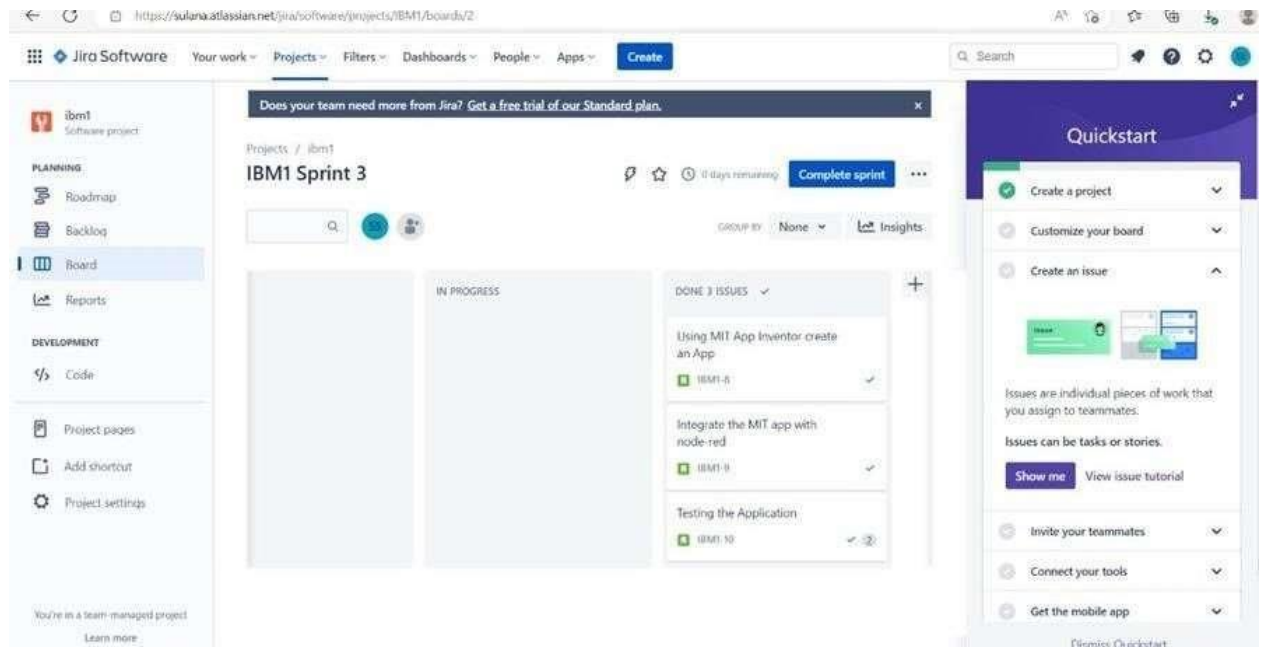 https://sulana.atlassian.net/jira/software/projects/IBM1/boards/2
Jira Software Your work Projects Filters Dashboards People Apps Create Search
Does your team need more from Jira? Get a free trial of our Standard plan.
ibm1
Software project
PLANNING
Roadmap
Backlog
Board
Reports
DEVELOPMENT
Code
Project pages
Add shortcut
Project settings
You're in a team-managed project
Learn more
Projects / ibm1
IBM1 Sprint 3
0 days remaining Complete sprint
GROUP BY None Insights
IN PROGRESS
DONE 3 ISSUES
Using MIT App Inventor create
an App
IBM1-8
Integrate the MIT app with
node-red
IBM1-9
Testing the Application
IBM1-10 2
Quickstart
Create a project
Customize your board
Create an issue
Issue
Issues are individual pieces of work that
you assign to teammates.
Issues can be tasks or stories.
Show me View issue tutorial
Invite your teammates
Connect your tools
Get the mobile app
Dismiss Quickstart